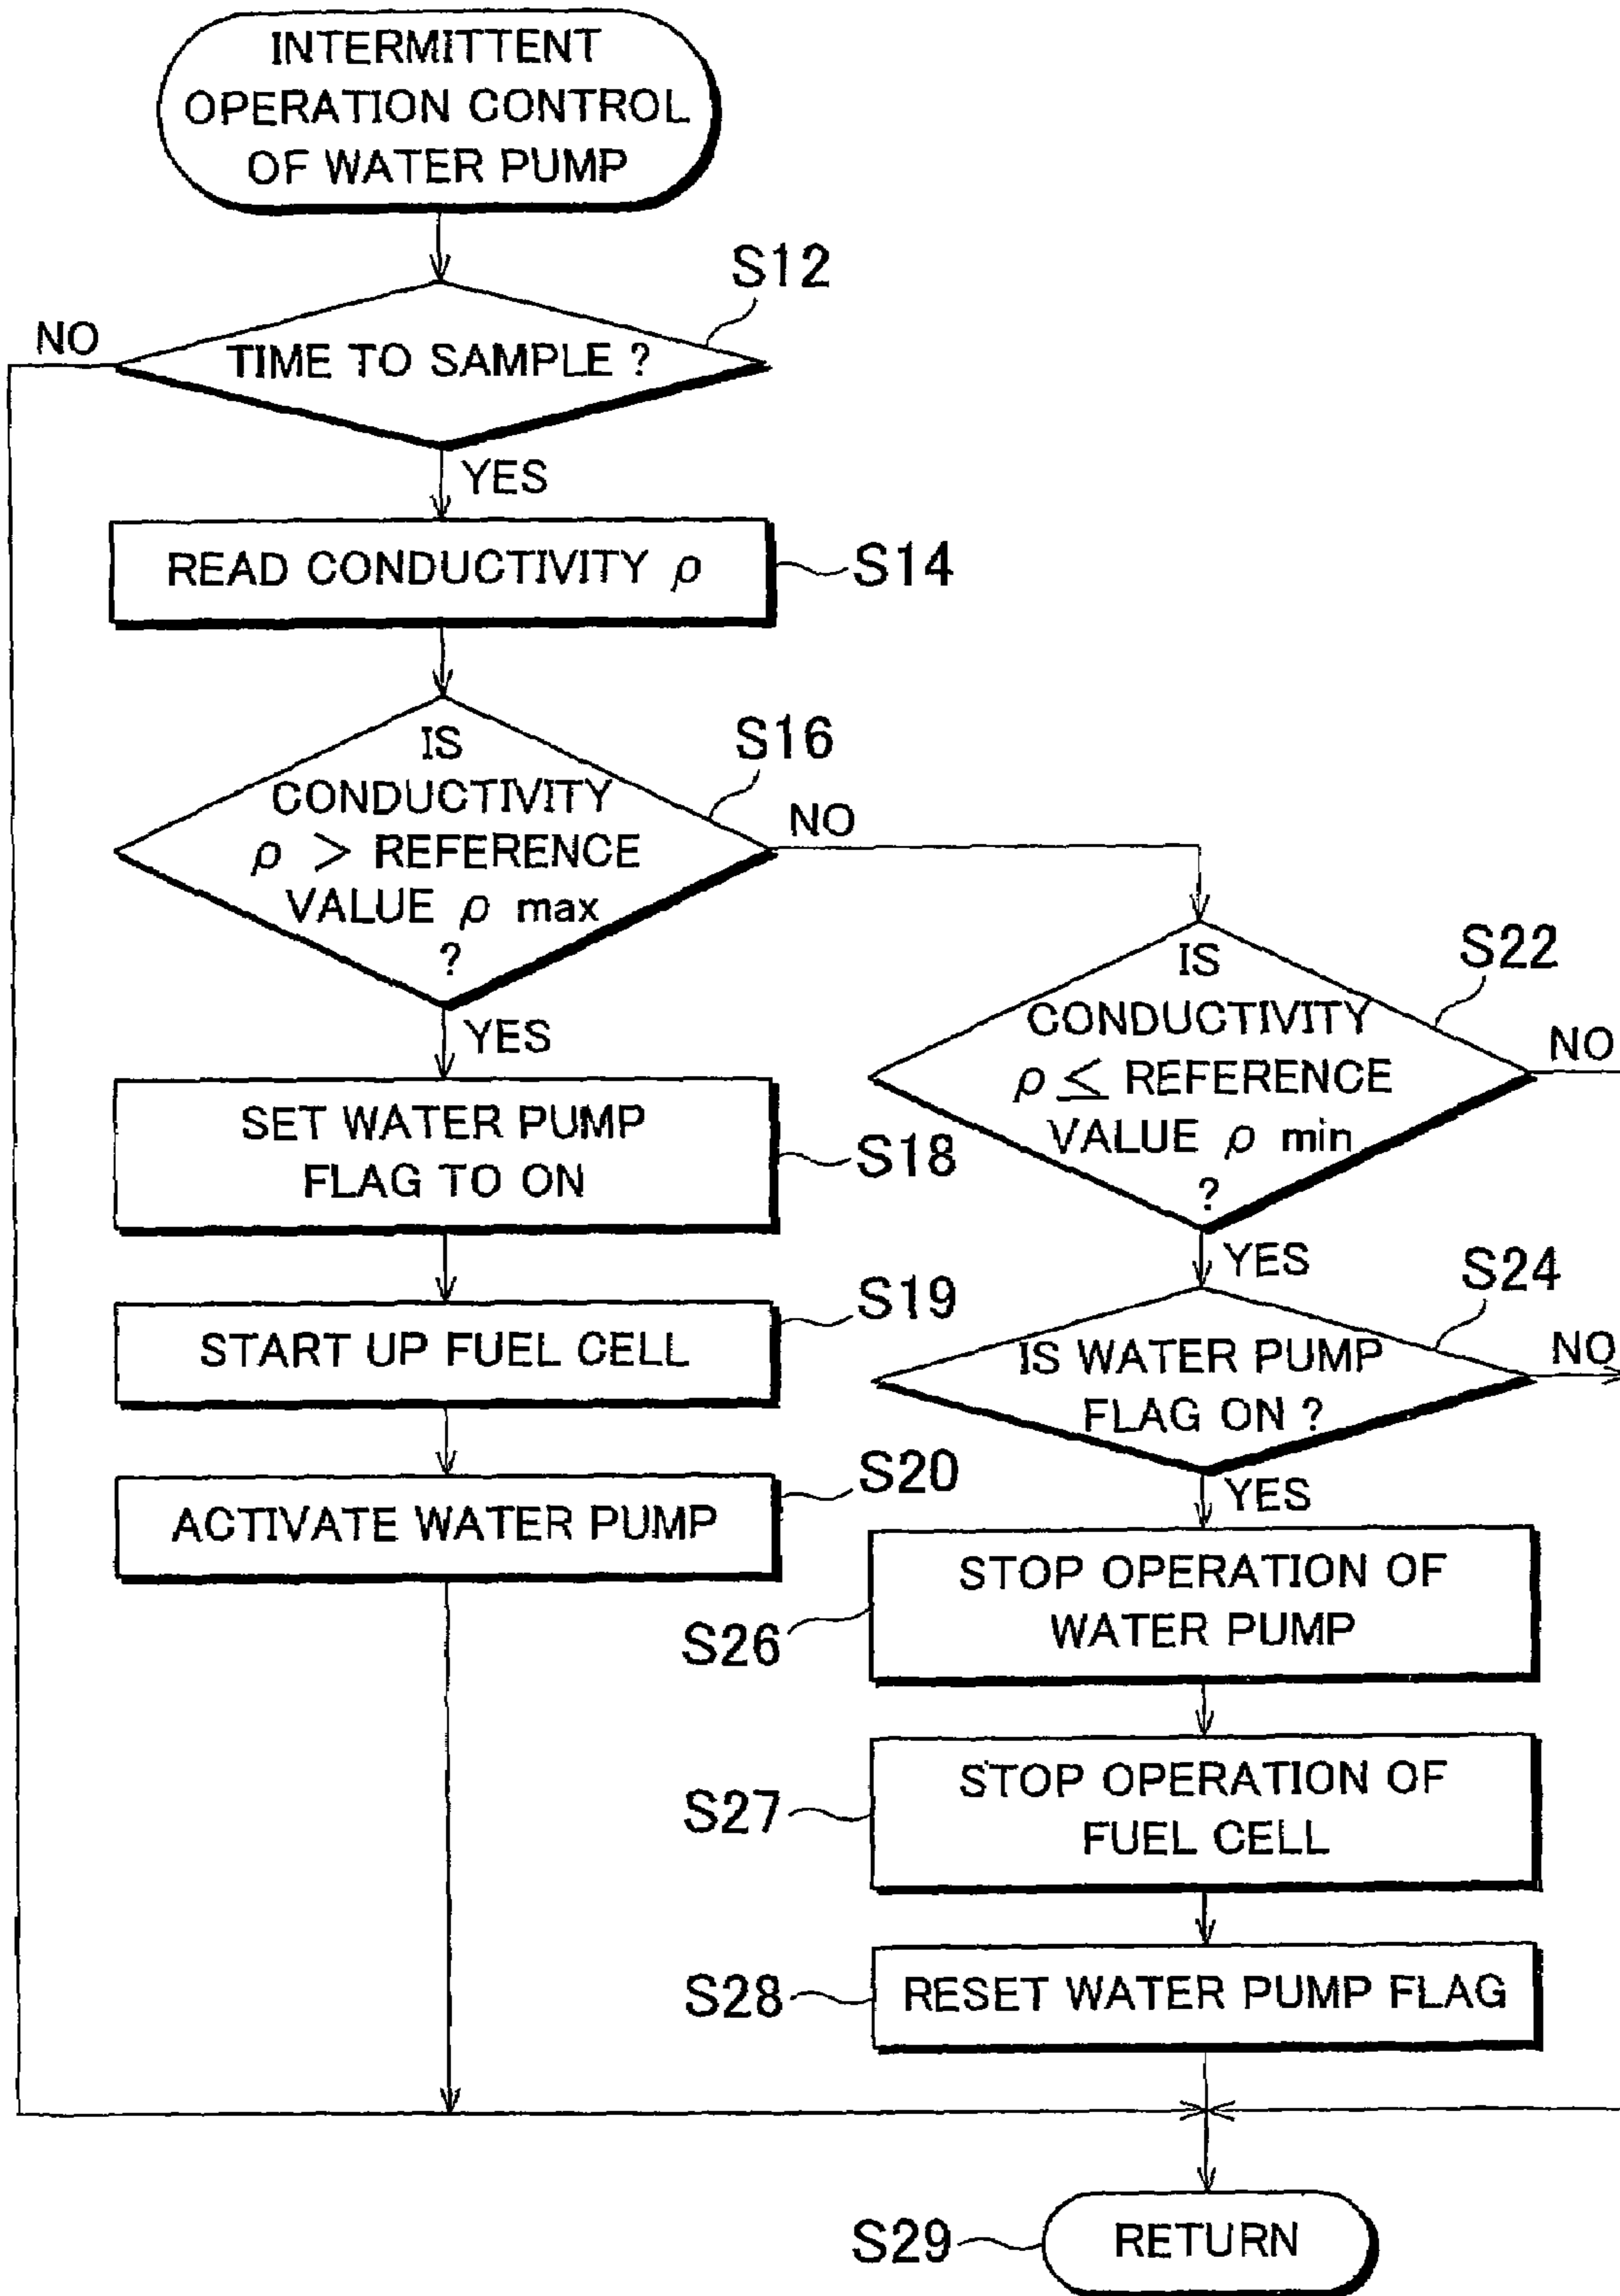 INTERMITTENT
OPERATION CONTROL
OF WATER PUMP
S12
NO
TIME TO SAMPLE ?
YES
READ CONDUCTIVITY ρ
S14
IS
CONDUCTIVITY
ρ > REFERENCE
VALUE ρ max
?
S16
NO
YES
SET WATER PUMP
FLAG TO ON
S18
START UP FUEL CELL
S19
ACTIVATE WATER PUMP
S20
IS
CONDUCTIVITY
ρ ≤ REFERENCE
VALUE ρ min
?
S22
NO
YES
IS WATER PUMP
FLAG ON ?
S24
NO
YES
STOP OPERATION OF
WATER PUMP
S26
STOP OPERATION OF
FUEL CELL
S27
RESET WATER PUMP FLAG
S28
RETURN
S29